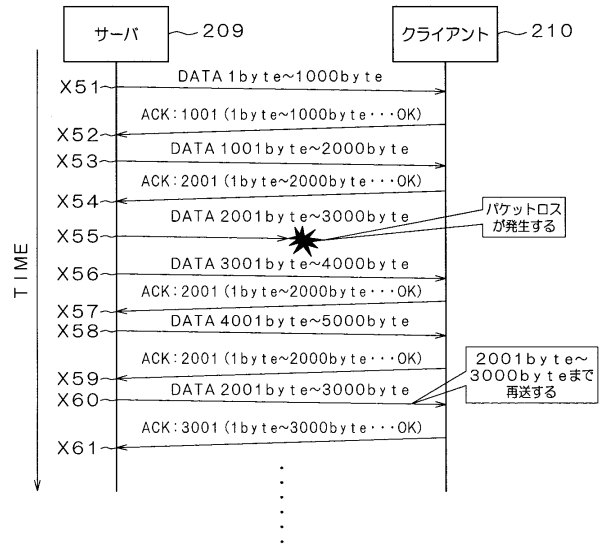 サーバ 209
クライアント 210
DATA 1byte~1000byte
X51
ACK:1001 (1byte~1000byte···OK)
X52
DATA 1001byte~2000byte
X53
ACK:2001 (1byte~2000byte···OK)
X54
DATA 2001byte~3000byte
パケットロス
が発生する
X55
DATA 3001byte~4000byte
X56
ACK:2001 (1byte~2000byte···OK)
X57
DATA 4001byte~5000byte
X58
ACK:2001 (1byte~2000byte···OK)
X59
2001byte~
3000byteまで
再送する
DATA 2001byte~3000byte
X60
ACK:3001 (1byte~3000byte···OK)
X61
TIME